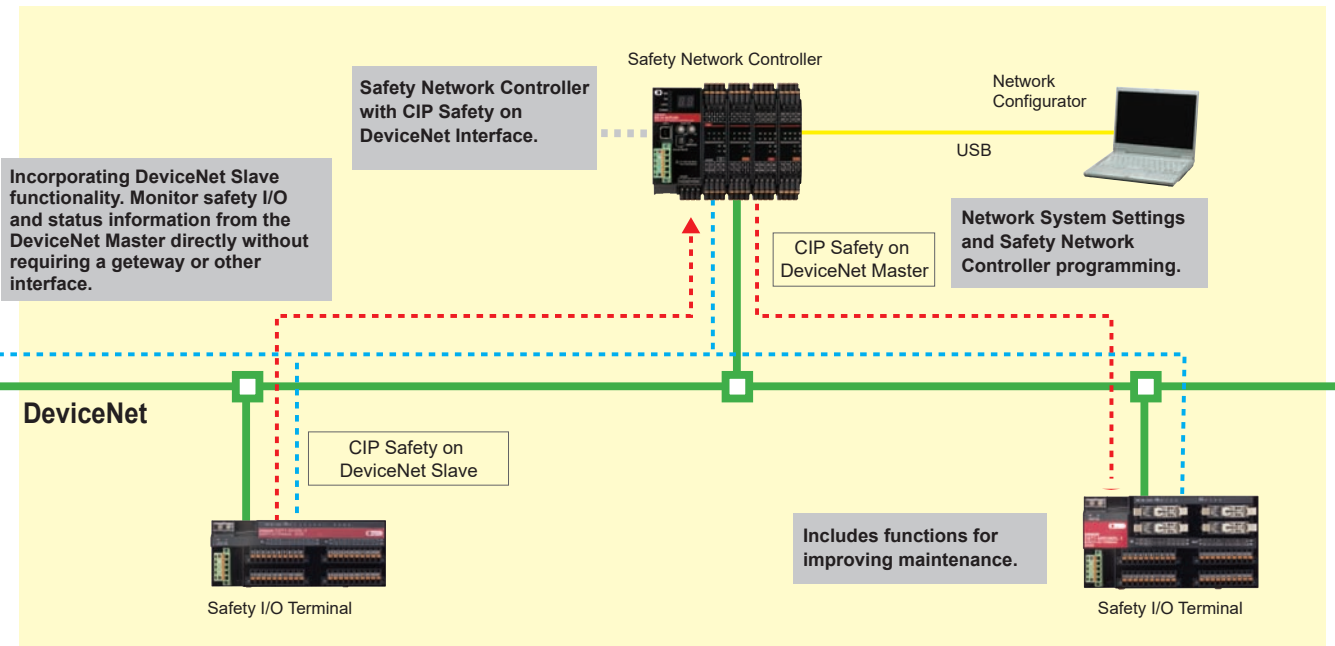 Safety Network Controller
Safety Network Controller
with CIP Safety on
DeviceNet Interface.
Network
Configurator
USB
Incorporating DeviceNet Slave
functionality. Monitor safety I/O
and status information from the
DeviceNet Master directly without
requiring a geteway or other
interface.
CIP Safety on
DeviceNet Master
Network System Settings
and Safety Network
Controller programming.
DeviceNet
CIP Safety on
DeviceNet Slave
Includes functions for
improving maintenance.
Safety I/O Terminal
Safety I/O Terminal